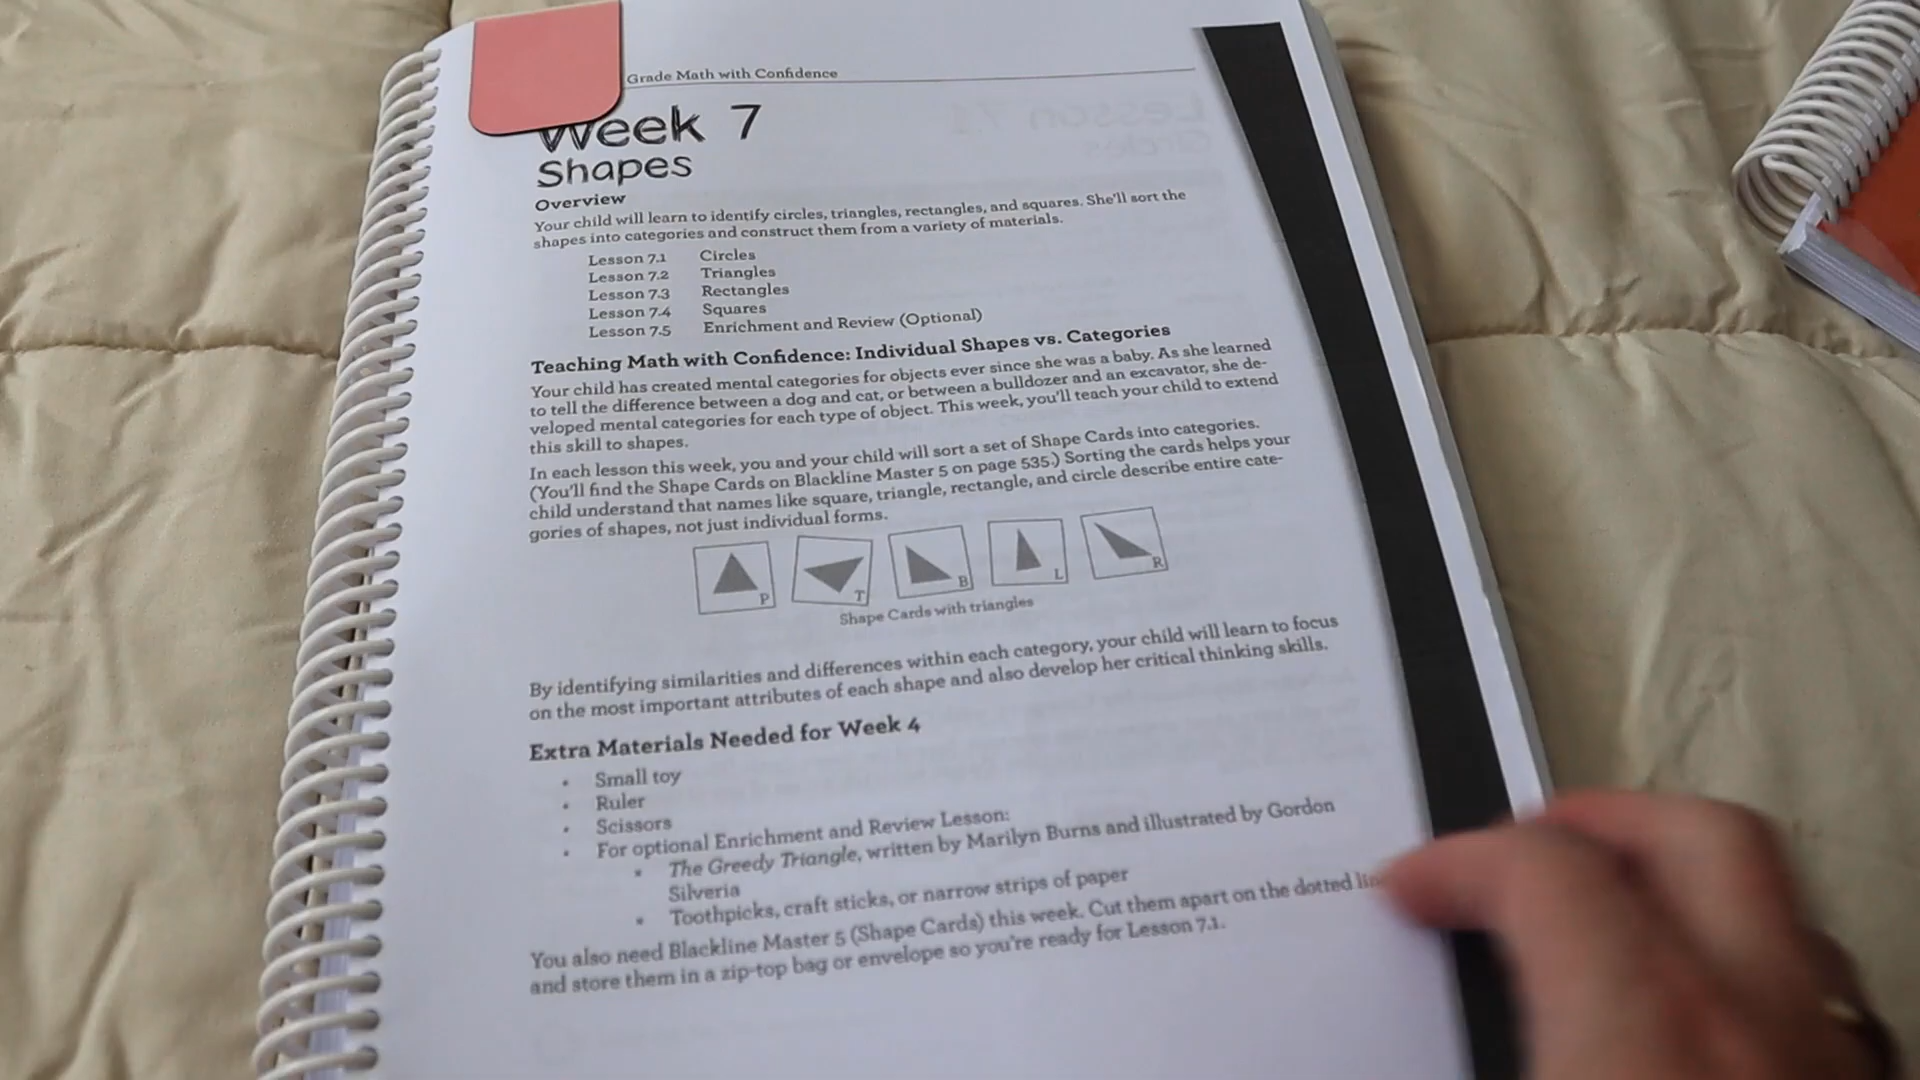 Grade Math with Confidence
Week 7
Shapes
Overview
Your child will learn to identify circles, triangles, rectangles, and squares. She'll sort the
shapes into categories and construct them from a variety of materials.
Lesson 7.1 Circles
Lesson 7.2 Triangles
Lesson 7.3 Rectangles
Lesson 7.4 Squares
Lesson 7.5 Enrichment and Review (Optional)
Teaching Math with Confidence: Individual Shapes vs. Categories
Your child has created mental categories for objects ever since she was a baby. As she learned
to tell the difference between a dog and cat, or between a bulldozer and an excavator, she de-
veloped mental categories for each type of object. This week, you'll teach your child to extend
this skill to shapes.
In each lesson this week, you and your child will sort a set of Shape Cards into categories.
(You'll find the Shape Cards on Blackline Master 5 on page 535.) Sorting the cards helps your
child understand that names like square, triangle, rectangle, and circle describe entire cate-
gories of shapes, not just individual forms.
P T B L R
Shape Cards with triangles
By identifying similarities and differences within each category, your child will learn to focus
on the most important attributes of each shape and also develop her critical thinking skills.
Extra Materials Needed for Week 4
• Small toy
• Ruler
• Scissors
• For optional Enrichment and Review Lesson:
• The Greedy Triangle, written by Marilyn Burns and illustrated by Gordon
Silveria
• Toothpicks, craft sticks, or narrow strips of paper
You also need Blackline Master 5 (Shape Cards) this week. Cut them apart on the dotted
and store them in a zip-top bag or envelope so you're ready for Lesson 7.1.